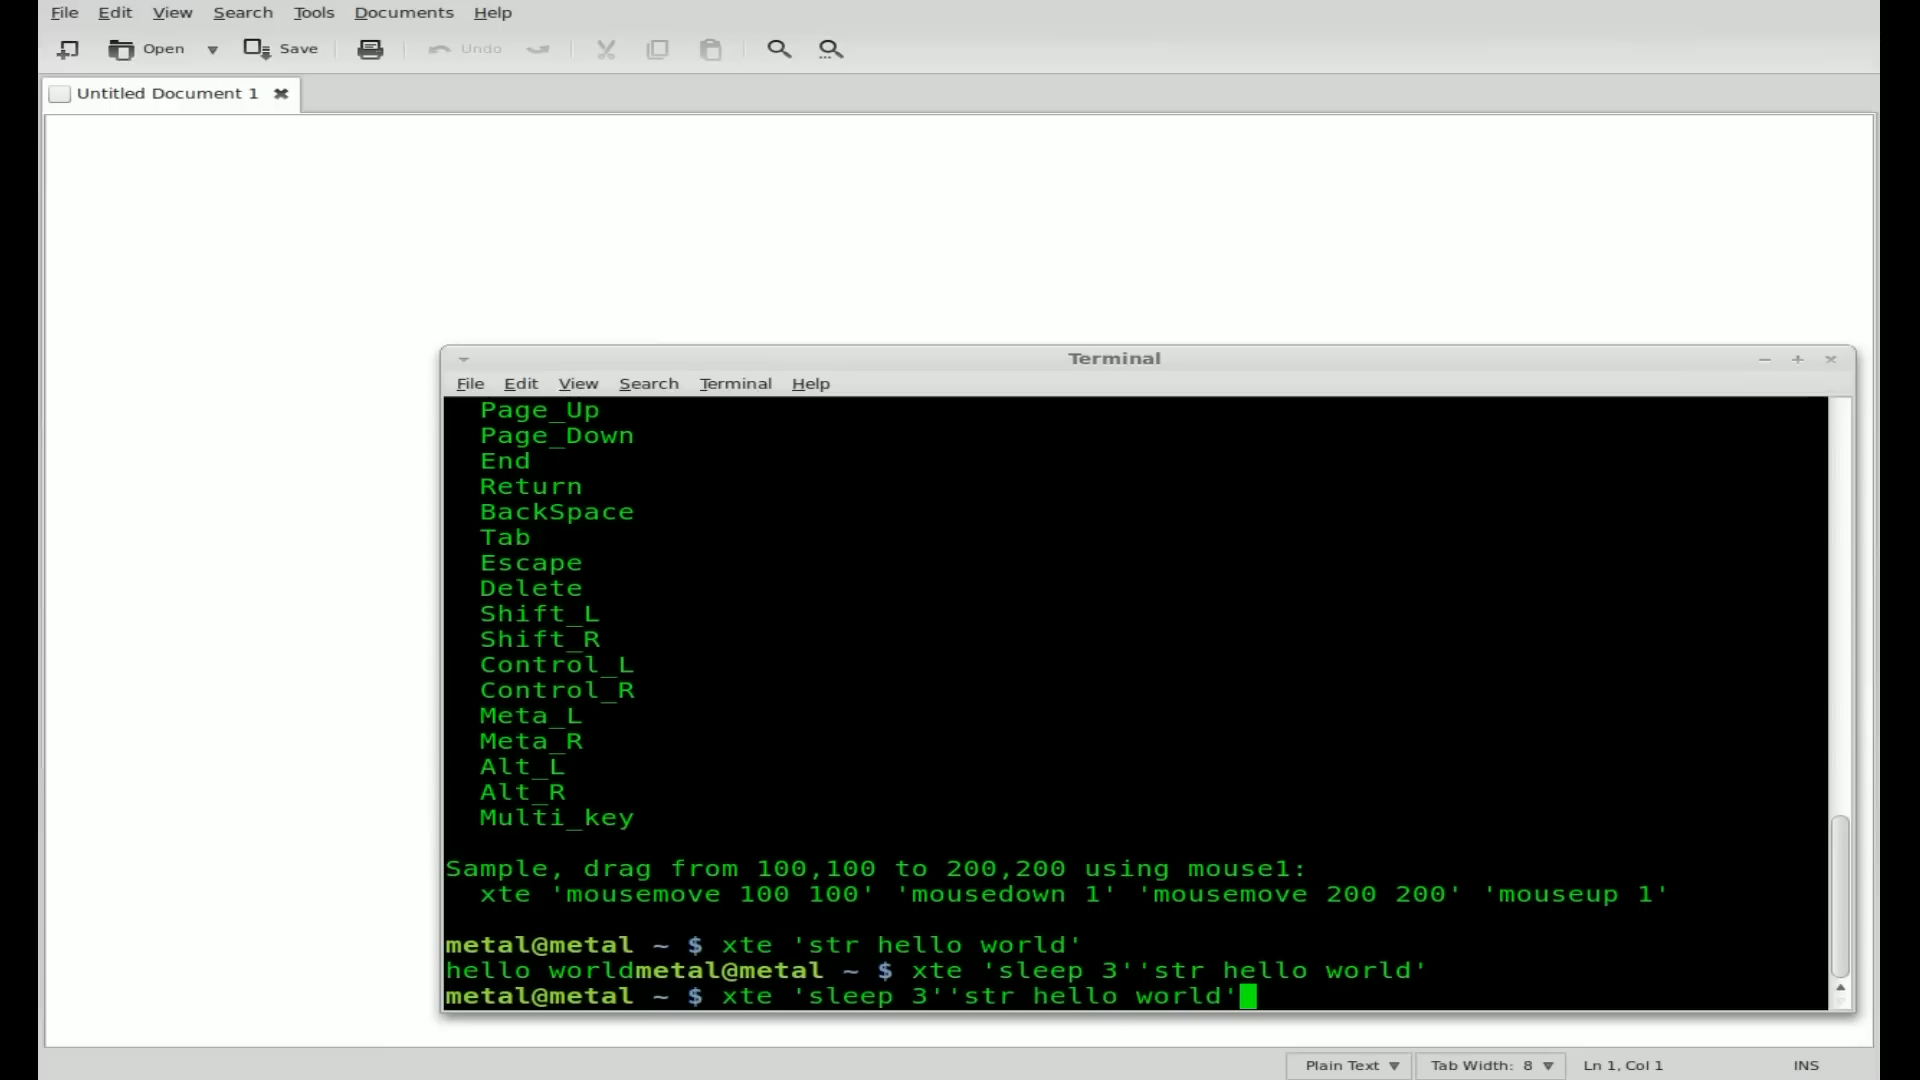 File Edit View Search Tools Documents Help
Open Save Undo
Untitled Document 1
Terminal
File Edit View Search Terminal Help
Page_Up
Page_Down
End
Return
BackSpace
Tab
Escape
Delete
Shift_L
Shift_R
Control_L
Control_R
Meta_L
Meta_R
Alt_L
Alt_R
Multi_key
Sample, drag from 100,100 to 200,200 using mouse1:
xte 'mousemove 100 100' 'mousedown 1' 'mousemove 200 200' 'mouseup 1'
metal@metal ~ $ xte 'str hello world'
hello worldmetal@metal ~ $ xte 'sleep 3''str hello world'
metal@metal ~ $ xte 'sleep 3''str hello world'
Plain Text Tab Width: 8 Ln 1, Col 1 INS